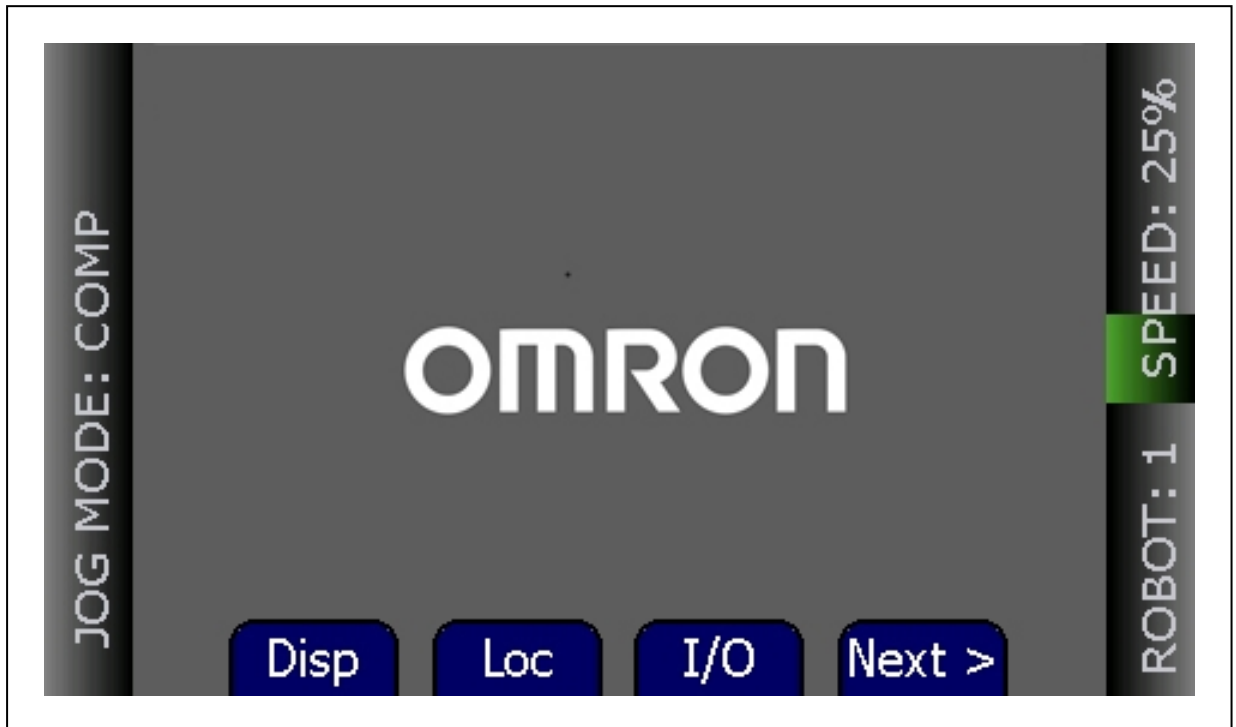 JOG MODE: COMP
OMRON
SPEED: 25%
ROBOT: 1
Disp
Loc
I/O
Next >